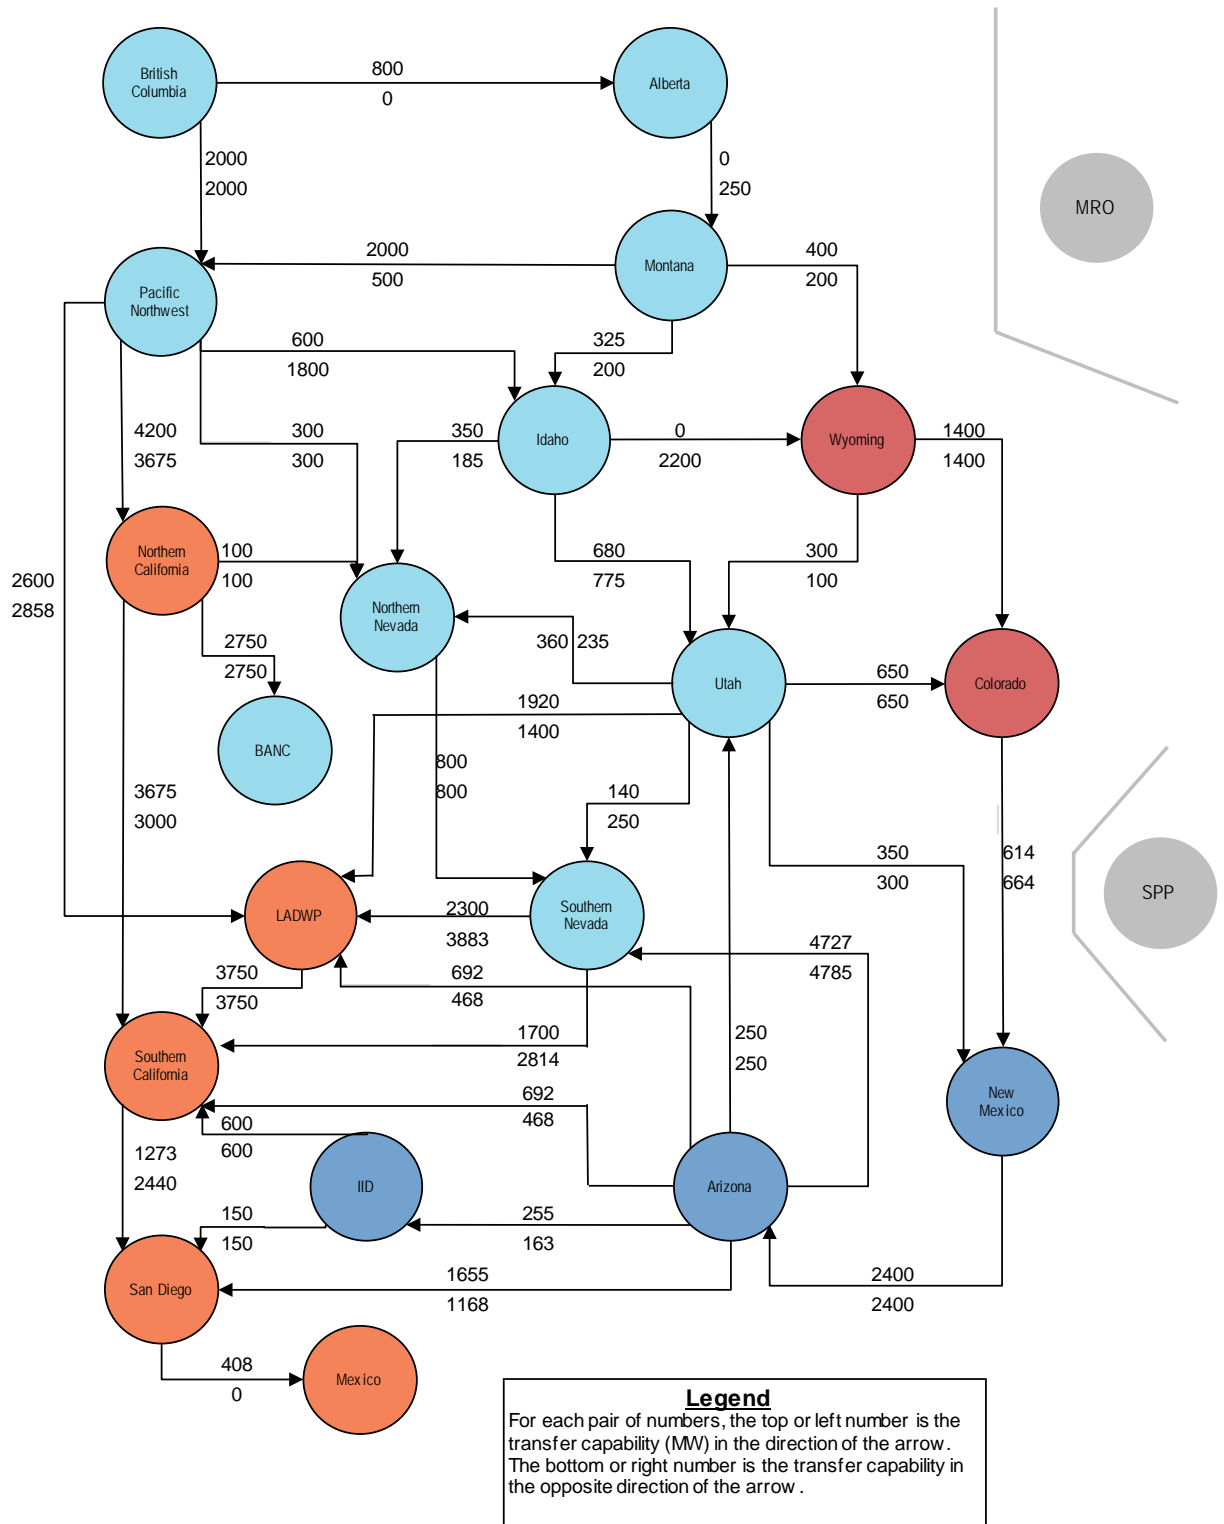 British
Columbia
800
0
Alberta
2000
2000
0
250
MRO
2000
500
Montana
400
200
Pacific
Northwest
600
1800
325
200
4200
3675
300
300
350
185
Idaho
0
2200
Wyoming
1400
1400
Northern
California
100
100
680
775
300
100
2600
2858
Northern
Nevada
360 235
2750
2750
Utah
650
650
Colorado
1920
1400
BANC
800
800
3675
3000
140
250
350
300
614
664
SPP
LADWP
2300
3883
Southern
Nevada
4727
4785
3750
3750
692
468
1700
2814
250
250
Southern
California
692
468
New
Mexico
600
600
1273
2440
IID
Arizona
150
150
255
163
San Diego
1655
1168
2400
2400
408
0
Mexico
Legend
For each pair of numbers, the top or left number is the
transfer capability (MW) in the direction of the arrow.
The bottom or right number is the transfer capability in
the opposite direction of the arrow.